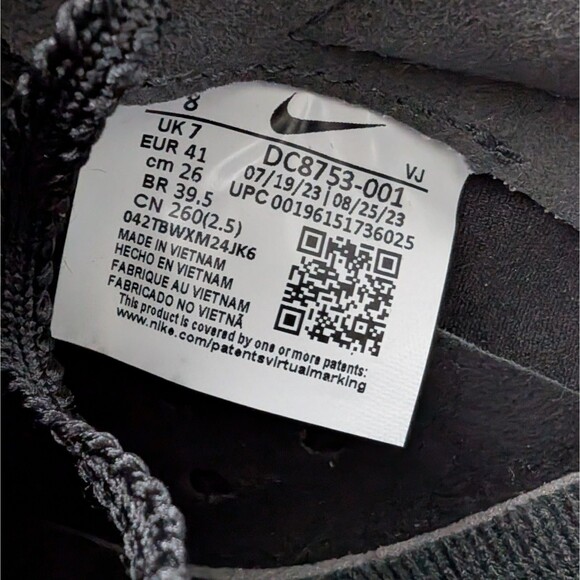 8
UK 7
EUR 41
cm 26
BR 39.5
CN 260(2.5)
042TBWXM24JK6
MADE IN VIETNAM
HECHO EN VIETNAM
FABRIQUE AU VIETNAM
FABRICADO NO VIETNÃ
This product is covered by one or more patents:
www.nike.com/patentsvirtualmarking
VJ
DC8753-001
07/19/23|08/25/23
UPC 00196151736025